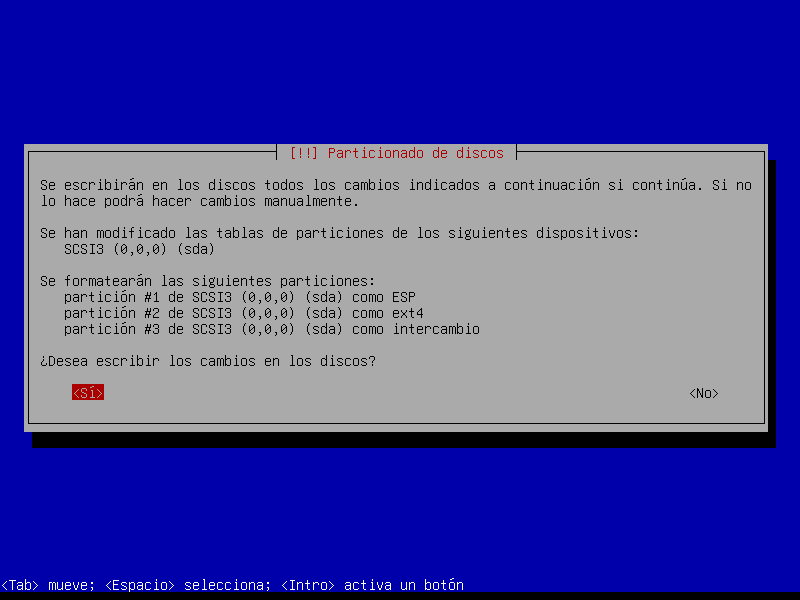 [!!] Particionado de discos
Se escribirán en los discos todos los cambios indicados a continuación si continúa. Si no
lo hace podrá hacer cambios manualmente.
Se han modificado las tablas de particiones de los siguientes dispositivos:
SCSI3 (0,0,0) (sda)
Se formatearán las siguientes particiones:
partición #1 de SCSI3 (0,0,0) (sda) como ESP
partición #2 de SCSI3 (0,0,0) (sda) como ext4
partición #3 de SCSI3 (0,0,0) (sda) como intercambio
¿Desea escribir los cambios en los discos?
<Sí> <No>
<Tab> mueve; <Espacio> selecciona; <Intro> activa un botón